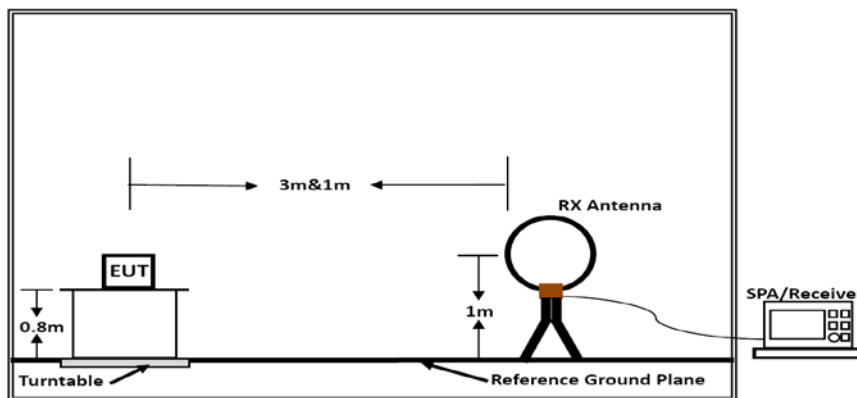 3m&1m
RX Antenna
EUT
SPA/Receive
0.8m
1m
Turntable
Reference Ground Plane